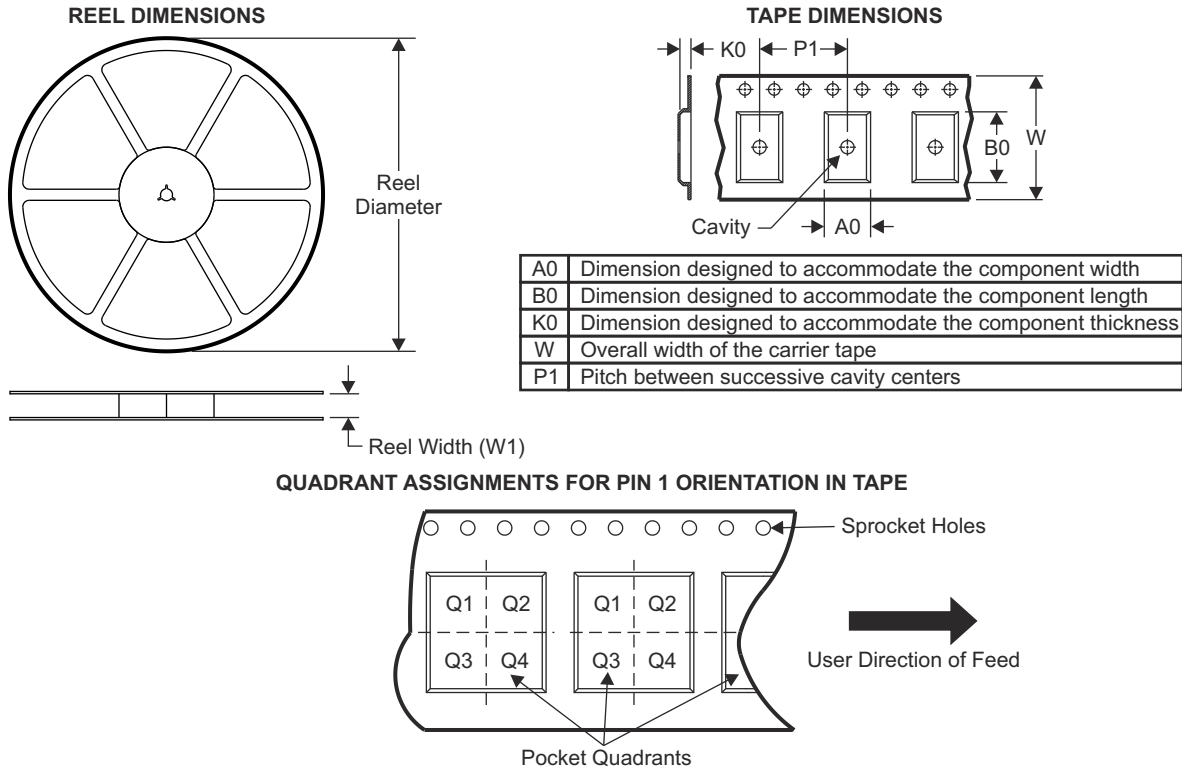 REEL DIMENSIONS
Reel
Diameter
Reel Width (W1)
TAPE DIMENSIONS
K0
P1
W
B0
Cavity
A0
A0 Dimension designed to accommodate the component width
B0 Dimension designed to accommodate the component length
K0 Dimension designed to accommodate the component thickness
W Overall width of the carrier tape
P1 Pitch between successive cavity centers
QUADRANT ASSIGNMENTS FOR PIN 1 ORIENTATION IN TAPE
Sprocket Holes
Q1 Q2 Q1 Q2
Q3 Q4 Q3 Q4
User Direction of Feed
Pocket Quadrants